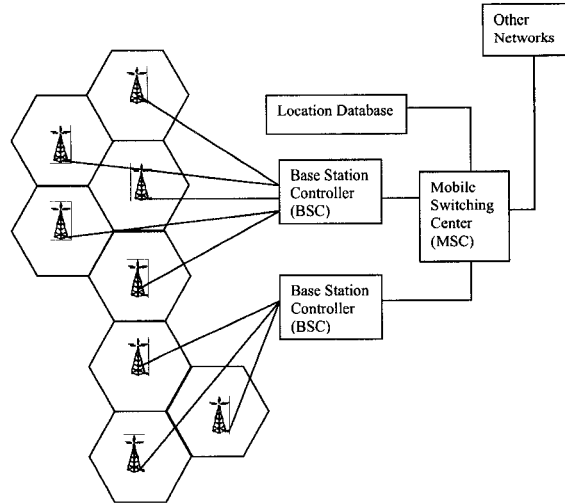 Other
Networks
Location Database
Base Station
Controller
(BSC)
Mobile
Switching
Center
(MSC)
Base Station
Controller
(BSC)